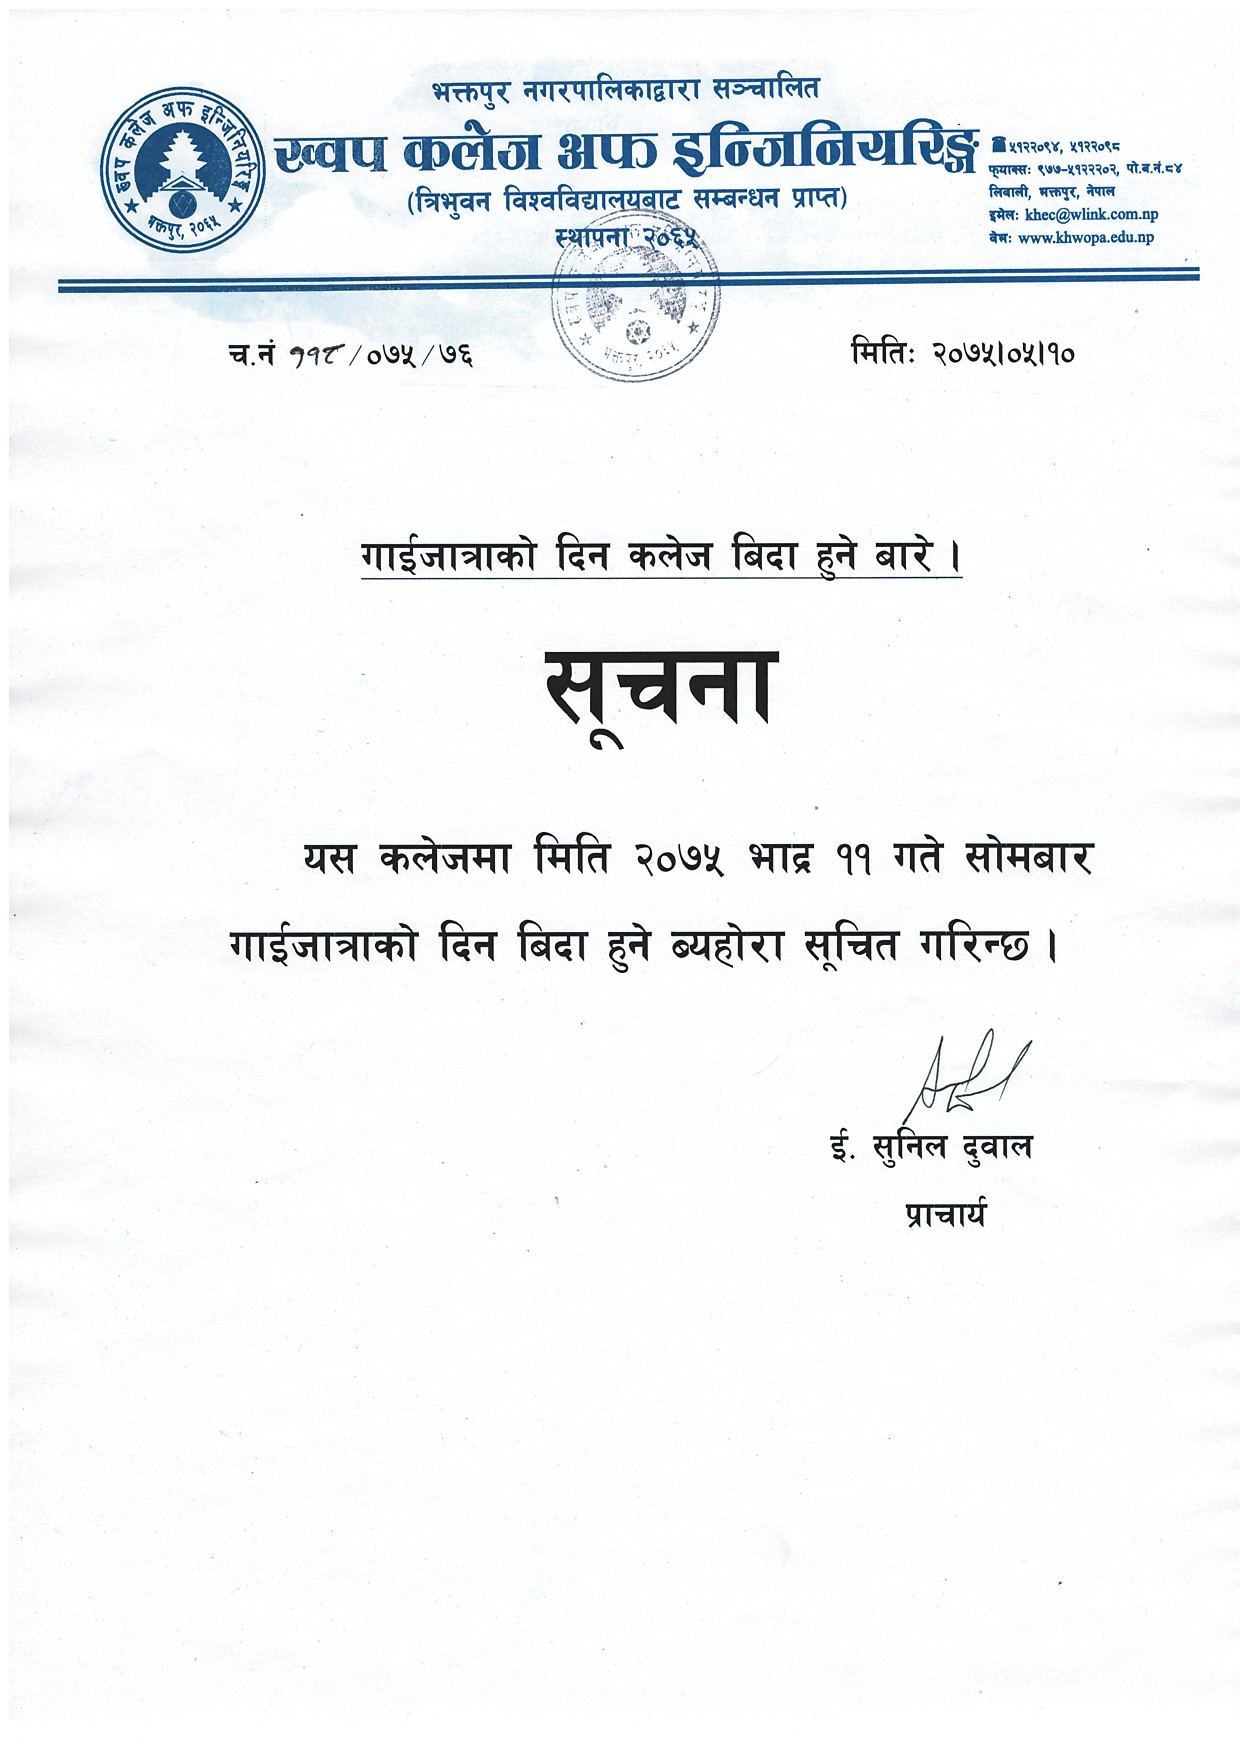 भक्तपुर नगरपालिकाद्वारा सञ्चालित
ख्वप कलेज अफ इन्जिनियरिङ्ग
(त्रिभुवन विश्वविद्यालयबाट सम्बन्धन प्राप्त)
स्थापना २०६५
ख्वप कलेज अफ इन्जिनियरिङ्ग
भक्तपुर, २०६५
☎ ५१२२०९४, ५१२२०९८
फ्याक्सः ९७७-५१२२२०२, पो.ब.नं.८४
लिवाली, भक्तपुर, नेपाल
इमेलः khec@wlink.com.np
वेभः www.khwopa.edu.np
भक्तपुर, २०६५
च.नं ११८/०७५/७६
मितिः २०७५।०५।१०
गाईजात्राको दिन कलेज बिदा हुने बारे ।
सूचना
यस कलेजमा मिति २०७५ भाद्र ११ गते सोमबार
गाईजात्राको दिन बिदा हुने ब्यहोरा सूचित गरिन्छ ।
ई. सुनिल दुवाल
प्राचार्य